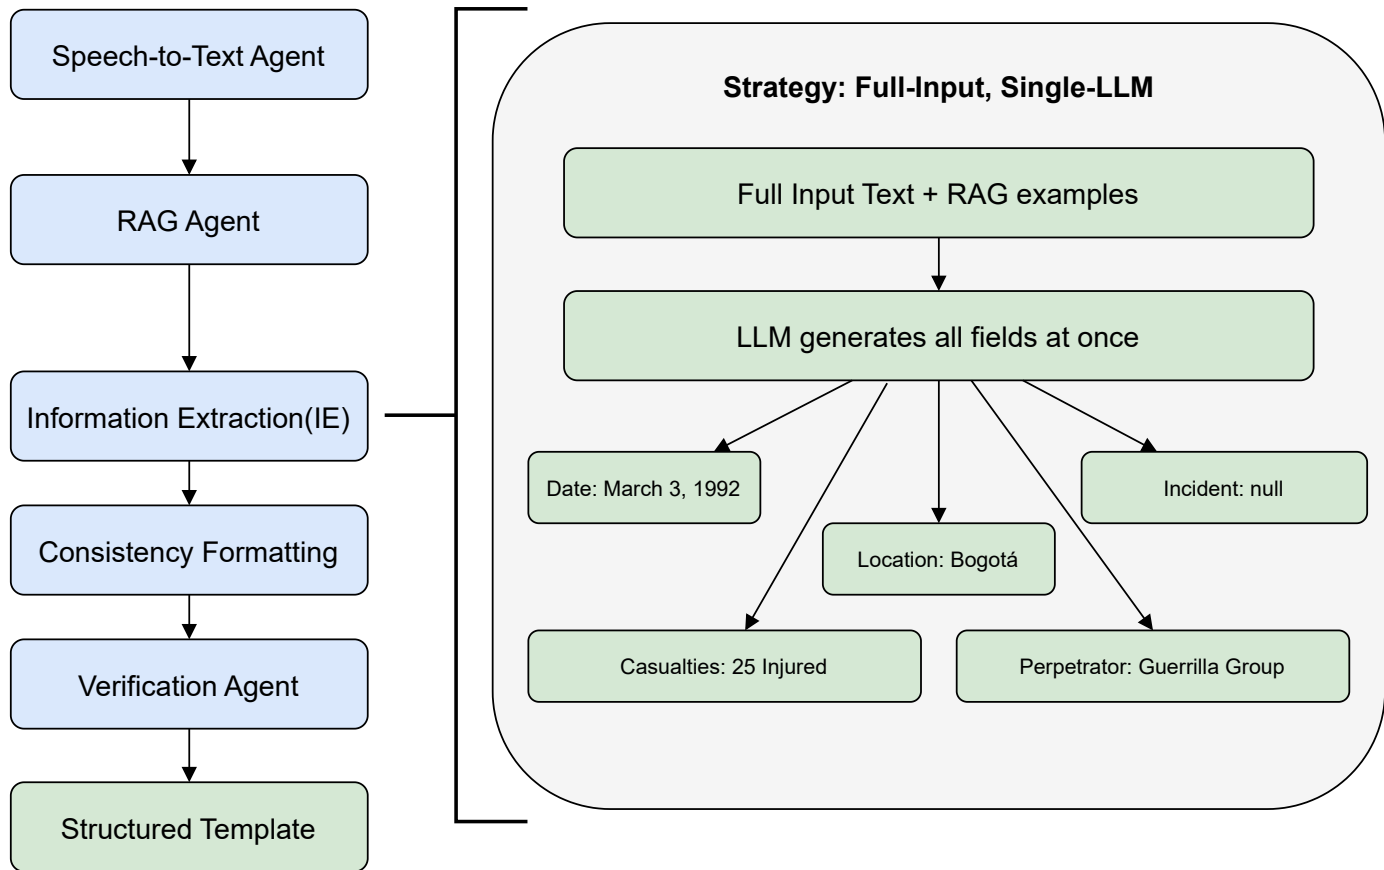 Speech-to-Text Agent
RAG Agent
Information Extraction(IE)
Consistency Formatting
Verification Agent
Structured Template
Strategy: Full-Input, Single-LLM
Full Input Text + RAG examples
LLM generates all fields at once
Date: March 3, 1992
Incident: null
Location: Bogotá
Casualties: 25 Injured
Perpetrator: Guerrilla Group